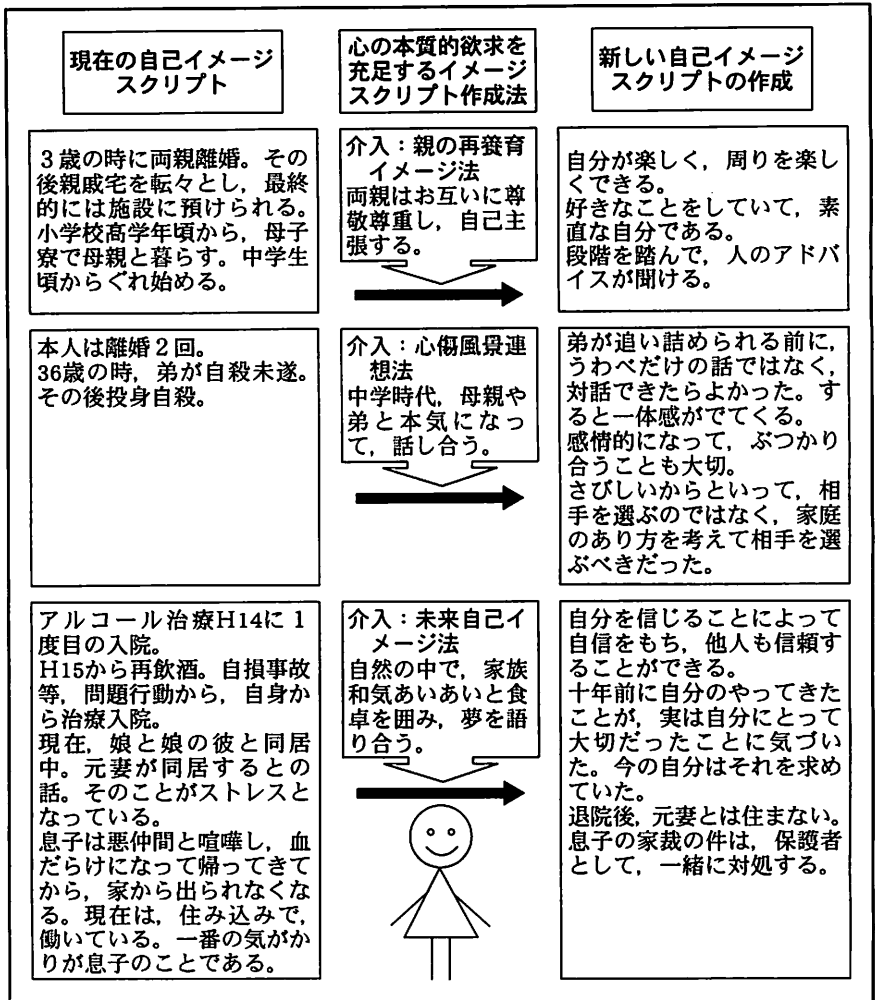 現在の自己イメージ
スクリプト
心の本質的欲求を
充足するイメージ
スクリプト作成法
新しい自己イメージ
スクリプトの作成
3歳の時に両親離婚。その
後親戚宅を転々とし，最終
的には施設に預けられる。
小学校高学年頃から，母子
寮で母親と暮らす。中学生
頃からぐれ始める。
介入：親の再養育
イメージ法
両親はお互いに尊
敬尊重し，自己主
張する。
自分が楽しく，周りを楽し
くできる。
好きなことをしていて，素
直な自分である。
段階を踏んで，人のアドバ
イスが聞ける。
本人は離婚2回。
36歳の時，弟が自殺未遂。
その後投身自殺。
介入：心傷風景連
想法
中学時代，母親や
弟と本気になっ
て，話し合う。
弟が追い詰められる前に，
うわべだけの話ではなく，
対話できたらよかった。す
ると一体感がでてくる。
感情的になって，ぶつかり
合うことも大切。
さびしいからといって，相
手を選ぶのではなく，家庭
のあり方を考えて相手を選
ぶべきだった。
アルコール治療H14に1
度目の入院。
H15から再飲酒。自損事故
等，問題行動から，自身か
ら治療入院。
現在，娘と娘の彼と同居
中。元妻が同居するとの
話。そのことがストレスと
なっている。
息子は悪仲間と喧嘩し，血
だらけになって帰ってきて
から，家から出られなくな
る。現在は，住み込みで，
働いている。一番の気がか
りが息子のことである。
介入：未来自己イ
メージ法
自然の中で，家族
和気あいあいと食
卓を囲み，夢を語
り合う。
自分を信じることによって
自信をもち，他人も信頼す
ることができる。
十年前に自分のやってきた
ことが，実は自分にとって
大切だったことに気づい
た。今の自分はそれを求め
ていた。
退院後，元妻とは住まない。
息子の家裁の件は，保護者
として，一緒に対処する。